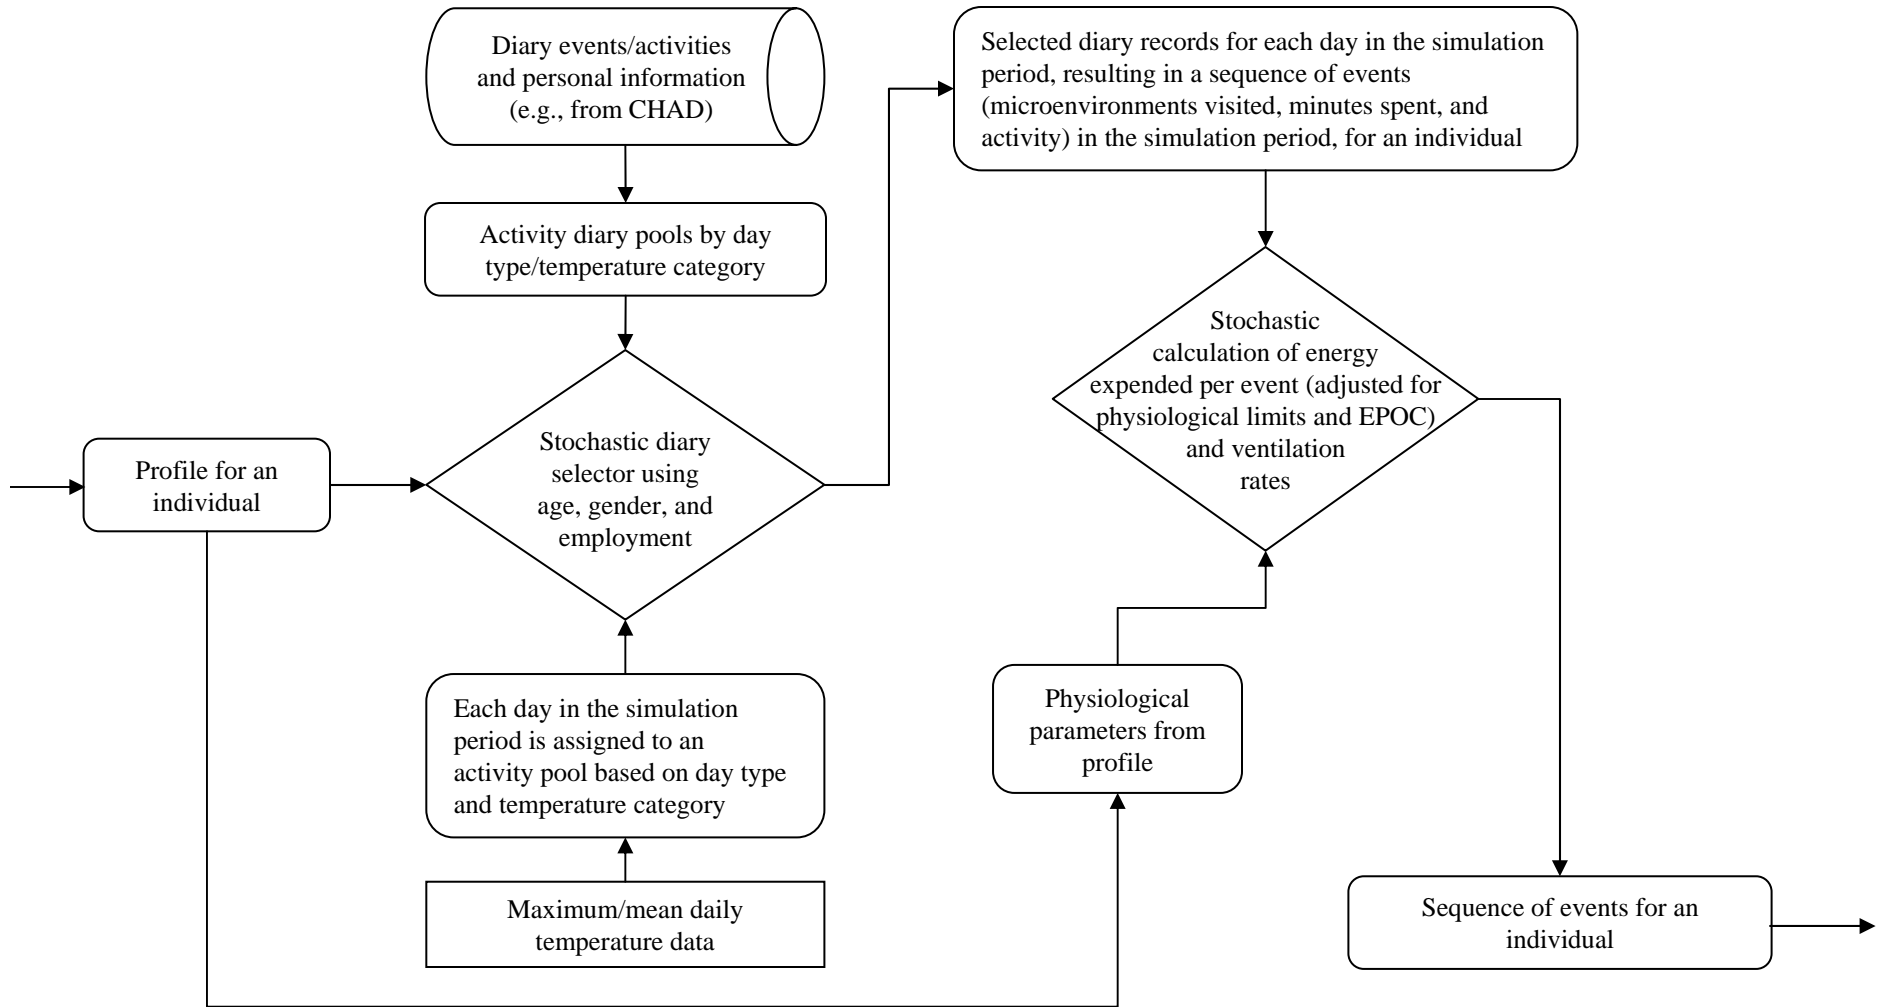 Diary events/activities
and personal information
(e.g., from CHAD)
Selected diary records for each day in the simulation
period, resulting in a sequence of events
(microenvironments visited, minutes spent, and
activity) in the simulation period, for an individual
Activity diary pools by day
type/temperature category
Stochastic
calculation of energy
expended per event (adjusted for
physiological limits and EPOC)
and ventilation
rates
Profile for an
individual
Stochastic diary
selector using
age, gender, and
employment
Each day in the simulation
period is assigned to an
activity pool based on day type
and temperature category
Physiological
parameters from
profile
Maximum/mean daily
temperature data
Sequence of events for an
individual